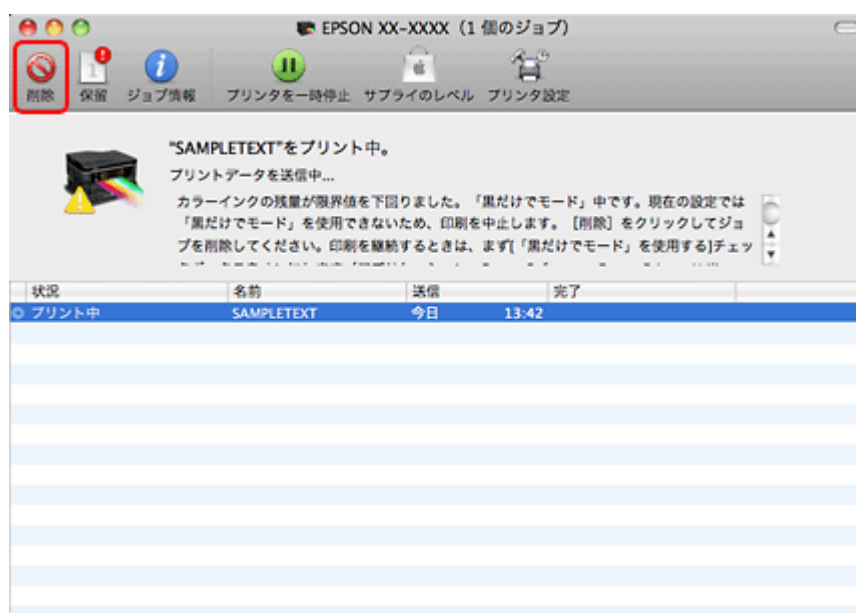 EPSON XX-XXXX（1 個のジョブ）
削除 保留 ジョブ情報 プリンタを一時停止 サプライのレベル プリンタ設定
"SAMPLETEXT"をプリント中。
プリントデータを送信中...
カラーインクの残量が限界値を下回りました。「黒だけでモード」中です。現在の設定では
「黒だけでモード」を使用できないため、印刷を中止します。［削除］をクリックしてジョ
ブを削除してください。印刷を継続するときは、まず[「黒だけでモード」を使用する]チェッ
状況 名前 送信 完了
プリント中 SAMPLETEXT 今日 13:42